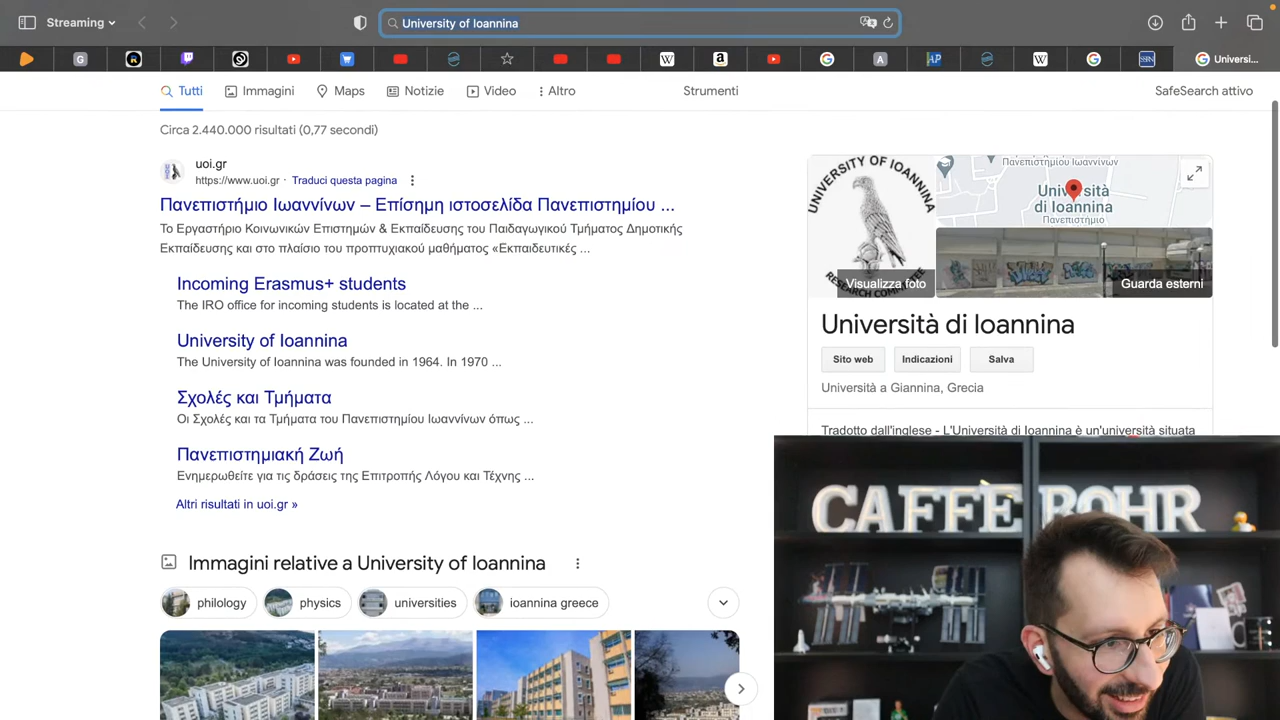 Streaming
University of Ioannina
Universi...
Tutti
Immagini
Maps
Notizie
Video
Altro
Strumenti
SafeSearch attivo
Circa 2.440.000 risultati (0,77 secondi)
uoi.gr
https://www.uoi.gr · Traduci questa pagina
Πανεπιστήμιο Ιωαννίνων – Επίσημη ιστοσελίδα Πανεπιστημίου ...
Το Εργαστήριο Κοινωνικών Επιστημών & Εκπαίδευσης του Παιδαγωγικού Τμήματος Δημοτικής
Εκπαίδευσης και στο πλαίσιο του προπτυχιακού μαθήματος «Εκπαιδευτικές ...
Incoming Erasmus+ students
The IRO office for incoming students is located at the ...
University of Ioannina
The University of Ioannina was founded in 1964. In 1970 ...
Σχολές και Τμήματα
Οι Σχολές και τα Τμήματα του Πανεπιστημίου Ιωαννίνων όπως ...
Πανεπιστημιακή Ζωή
Ενημερωθείτε για τις δράσεις της Επιτροπής Λόγου και Τέχνης ...
Altri risultati in uoi.gr »
Immagini relative a University of Ioannina
philology
physics
universities
ioannina greece
UNIVERSITY OF IOANNINA
RESEARCH COMMITTEE
Visualizza foto
Πανεπιστημίου Ιωαννίνων
Università
di Ioannina
Πανεπιστήμιο
Guarda esterni
Università di Ioannina
Sito web
Indicazioni
Salva
Università a Giannina, Grecia
Tradotto dall'inglese - L'Università di Ioannina è un'università situata
CAFFE ROHR